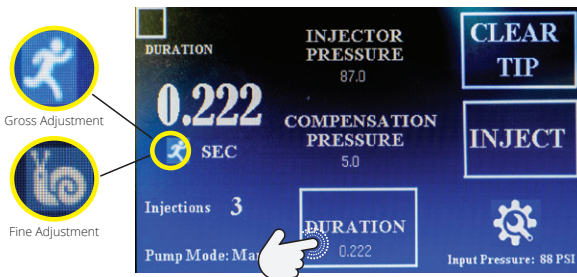 Gross Adjustment
Fine Adjustment
DURATION
0.222
SEC
INJECTOR
PRESSURE
87.0
COMPENSATION
PRESSURE
5.0
CLEAR
TIP
INJECT
Injections 3
DURATION
0.222
Pump Mode: Ma
Input Pressure: 88 PSI